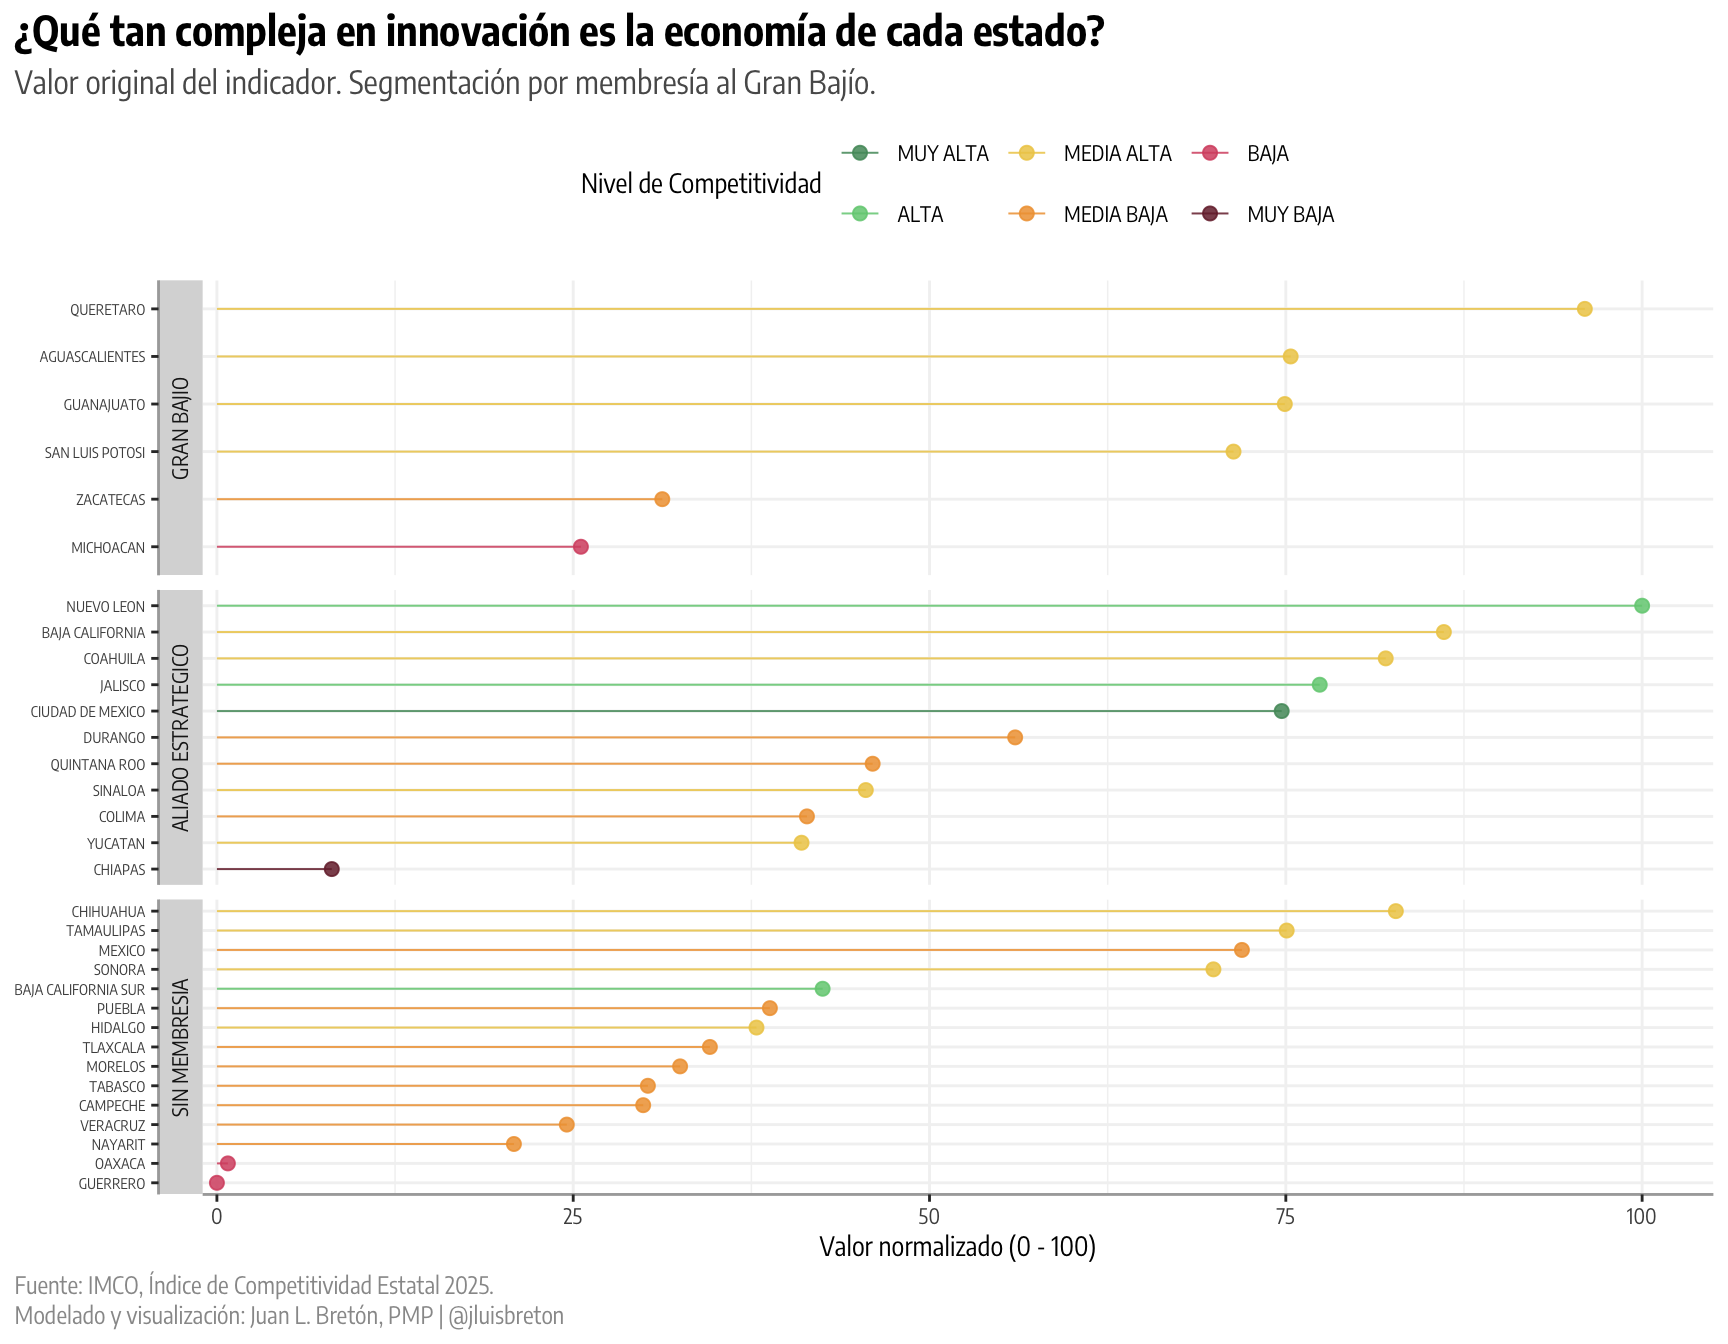 ¿Qué tan compleja en innovación es la economía de cada estado?
Valor original del indicador. Segmentación por membresía al Gran Bajío.
Nivel de Competitividad
MUY ALTA
MEDIA ALTA
BAJA
ALTA
MEDIA BAJA
MUY BAJA
GRAN BAJIO
QUERETARO
AGUASCALIENTES
GUANAJUATO
SAN LUIS POTOSI
ZACATECAS
MICHOACAN
ALIADO ESTRATEGICO
NUEVO LEON
BAJA CALIFORNIA
COAHUILA
JALISCO
CIUDAD DE MEXICO
DURANGO
QUINTANA ROO
SINALOA
COLIMA
YUCATAN
CHIAPAS
SIN MEMBRESIA
CHIHUAHUA
TAMAULIPAS
MEXICO
SONORA
BAJA CALIFORNIA SUR
PUEBLA
HIDALGO
TLAXCALA
MORELOS
TABASCO
CAMPECHE
VERACRUZ
NAYARIT
OAXACA
GUERRERO
0 25 50 75 100
Valor normalizado (0 - 100)
Fuente: IMCO, Índice de Competitividad Estatal 2025.
Modelado y visualización: Juan L. Bretón, PMP | @jluisbreton